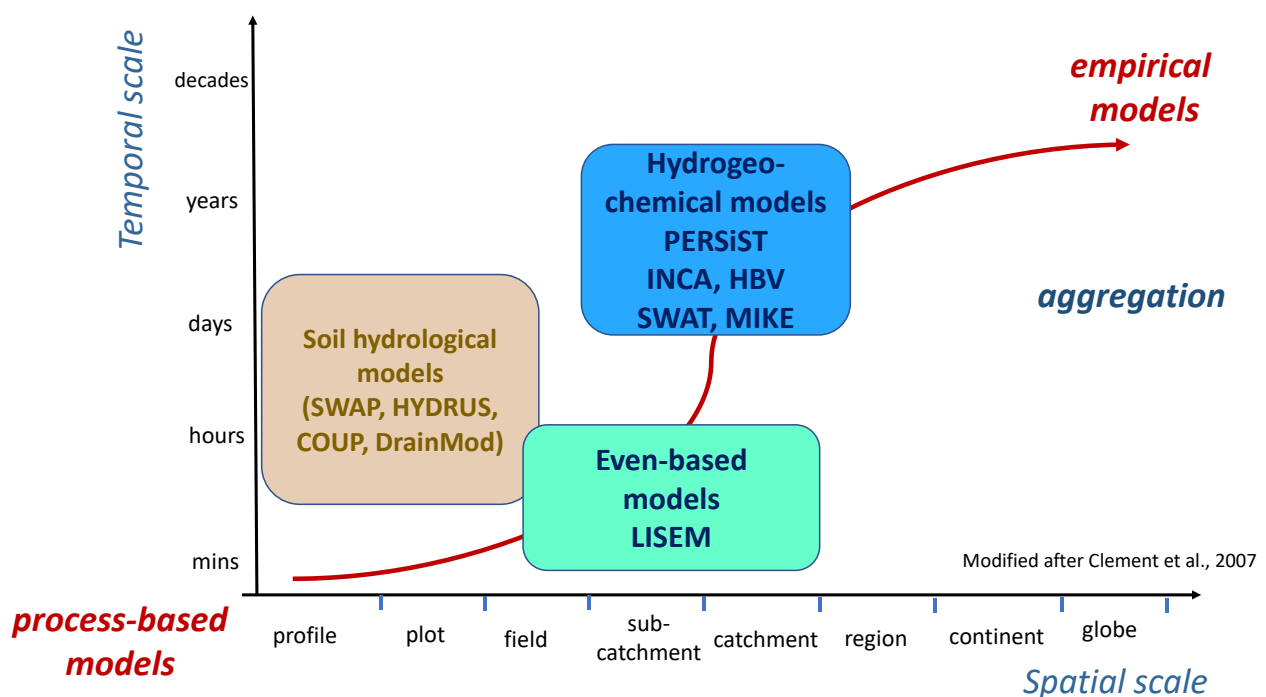 Temporal scale
decades
years
days
hours
mins
empirical
models
Hydrogeo-
chemical models
PERSiST
INCA, HBV
SWAT, MIKE
aggregation
Soil hydrological
models
(SWAP, HYDRUS,
COUP, DrainMod)
Even-based
models
LISEM
Modified after Clement et al., 2007
process-based
models
profile
plot
field
sub-
catchment
catchment
region
continent
globe
Spatial scale